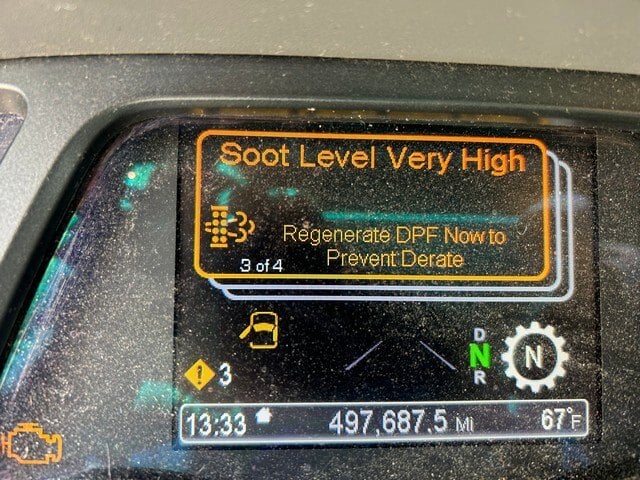 Soot Level Very High
Regenerate DPF Now to
Prevent Derate
3 of 4
D
N
R
N
! 3
13:33 497,687.5 Mi 67°F